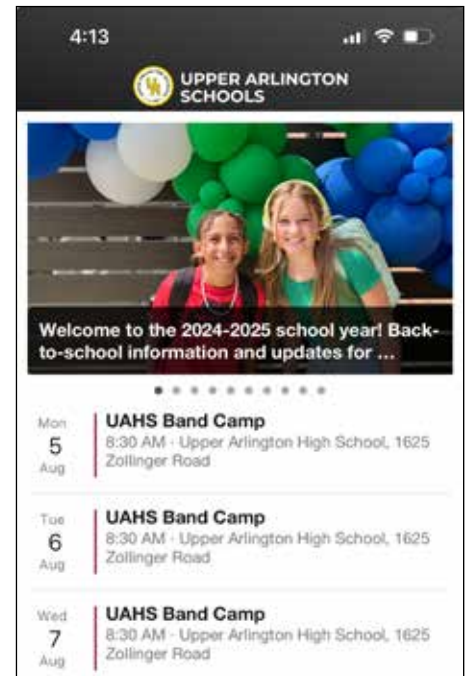 4:13
UPPER ARLINGTON
SCHOOLS
Welcome to the 2024-2025 school year! Back-
to-school information and updates for ...
Mon
5
Aug
UAHS Band Camp
8:30 AM - Upper Arlington High School, 1625
Zollinger Road
Tue
6
Aug
UAHS Band Camp
8:30 AM - Upper Arlington High School, 1625
Zollinger Road
Wed
7
Aug
UAHS Band Camp
8:30 AM - Upper Arlington High School, 1625
Zollinger Road